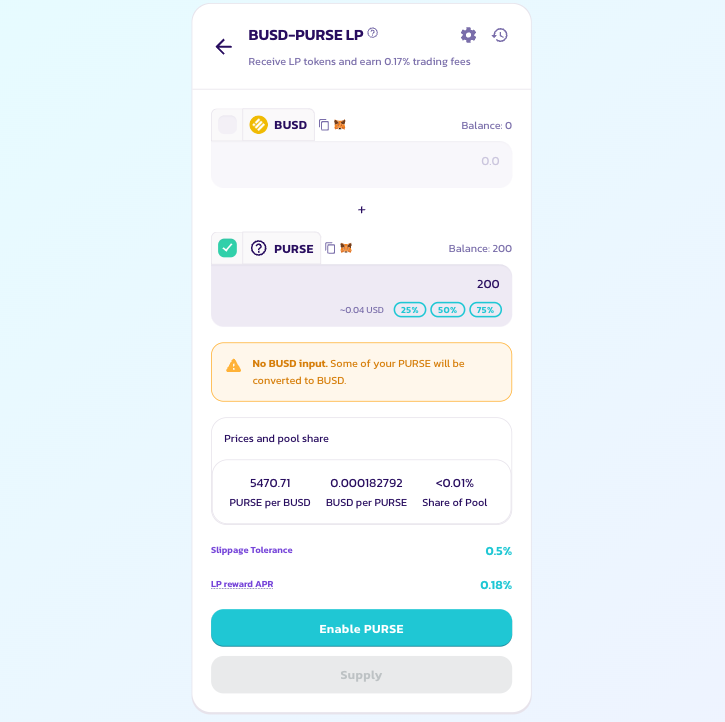 BUSD-PURSE LP
Receive LP tokens and earn 0.17% trading fees
BUSD
Balance: 0
0.0
+
PURSE
Balance: 200
200
~0.04 USD 25% 50% 75%
No BUSD input. Some of your PURSE will be
converted to BUSD.
Prices and pool share
5470.71 0.000182792 <0.01%
PURSE per BUSD BUSD per PURSE Share of Pool
Slippage Tolerance 0.5%
LP reward APR 0.18%
Enable PURSE
Supply